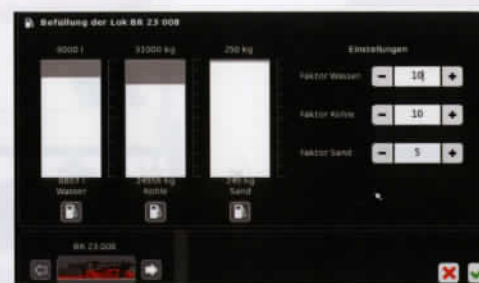 Befüllung der Lok BR 23 008
31000 kg
250 kg
Einstellungen
Faktor Wasser
10
Faktor Kohle
10
Faktor Sand
5
Wasser
Kohle
Sand
BR 23 008